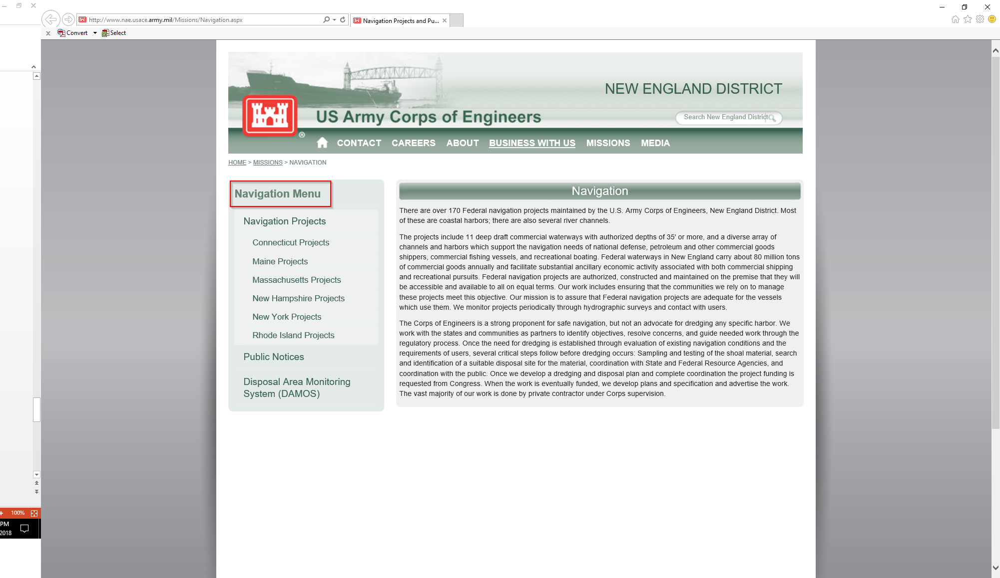 http://www.nae.usace.army.mil/Missions/Navigation.aspx
Navigation Projects and Pu...
Convert
Select
NEW ENGLAND DISTRICT
US Army Corps of Engineers
Search New England District
®
CONTACT CAREERS ABOUT BUSINESS WITH US MISSIONS MEDIA
HOME > MISSIONS > NAVIGATION
Navigation Menu
Navigation Projects
Connecticut Projects
Maine Projects
Massachusetts Projects
New Hampshire Projects
New York Projects
Rhode Island Projects
Public Notices
Disposal Area Monitoring
System (DAMOS)
Navigation
There are over 170 Federal navigation projects maintained by the U.S. Army Corps of Engineers, New England District. Most
of these are coastal harbors; there are also several river channels.
The projects include 11 deep draft commercial waterways with authorized depths of 35' or more, and a diverse array of
channels and harbors which support the navigation needs of national defense, petroleum and other commercial goods
shippers, commercial fishing vessels, and recreational boating. Federal waterways in New England carry about 80 million tons
of commercial goods annually and facilitate substantial ancillary economic activity associated with both commercial shipping
and recreational pursuits. Federal navigation projects are authorized, constructed and maintained on the premise that they will
be accessible and available to all on equal terms. Our work includes ensuring that the communities we rely on to manage
these projects meet this objective. Our mission is to assure that Federal navigation projects are adequate for the vessels
which use them. We monitor projects periodically through hydrographic surveys and contact with users.
The Corps of Engineers is a strong proponent for safe navigation, but not an advocate for dredging any specific harbor. We
work with the states and communities as partners to identify objectives, resolve concerns, and guide needed work through the
regulatory process. Once the need for dredging is established through evaluation of existing navigation conditions and the
requirements of users, several critical steps follow before dredging occurs: Sampling and testing of the shoal material, search
and identification of a suitable disposal site for the material, coordination with State and Federal Resource Agencies, and
coordination with the public. Once we develop a dredging and disposal plan and complete coordination the project funding is
requested from Congress. When the work is eventually funded, we develop plans and specification and advertise the work.
The vast majority of our work is done by private contractor under Corps supervision.
100%
PM
2018